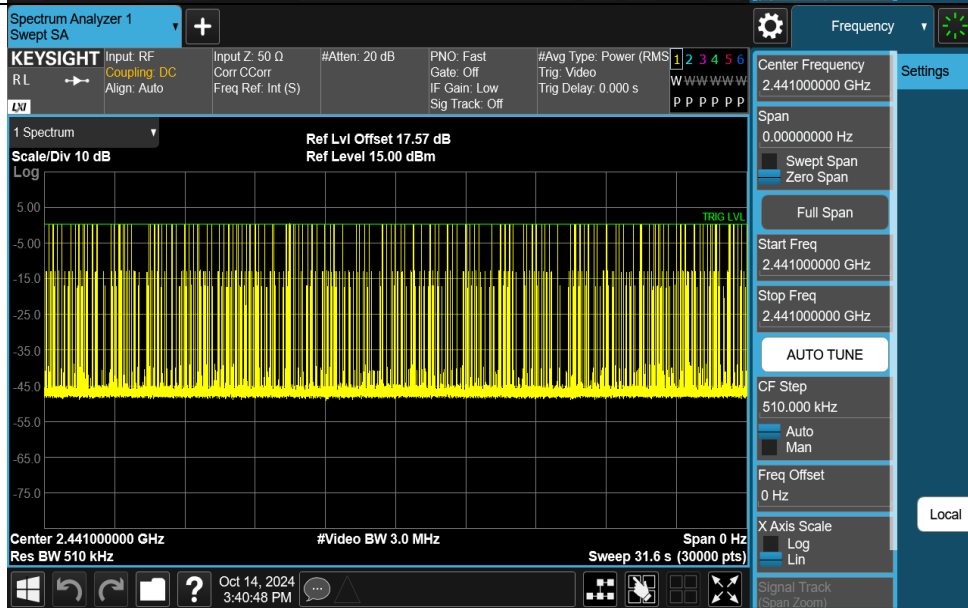 Spectrum Analyzer 1
Swept SA
+
Frequency
KEYSIGHT
RL
LXI
Input: RF
Coupling: DC
Align: Auto
Input Z: 50 Ω
Corr CCorr
Freq Ref: Int (S)
#Atten: 20 dB
PNO: Fast
Gate: Off
IF Gain: Low
Sig Track: Off
#Avg Type: Power (RMS
Trig: Video
Trig Delay: 0.000 s
1 2 3 4 5 6
W W W W W W
P P P P P P
1 Spectrum
Scale/Div 10 dB
Log
Ref Lvl Offset 17.57 dB
Ref Level 15.00 dBm
TRIG LVL
5.00
-5.00
-15.0
-25.0
-35.0
-45.0
-55.0
-65.0
-75.0
Center 2.441000000 GHz
#Video BW 3.0 MHz
Span 0 Hz
Res BW 510 kHz
Sweep 31.6 s (30000 pts)
?
Oct 14, 2024
3:40:48 PM
Center Frequency
2.441000000 GHz
Span
0.00000000 Hz
Swept Span
Zero Span
Full Span
Start Freq
2.441000000 GHz
Stop Freq
2.441000000 GHz
AUTO TUNE
CF Step
510.000 kHz
Auto
Man
Freq Offset
0 Hz
X Axis Scale
Log
Lin
Signal Track
(Span Zoom)
Settings
Local